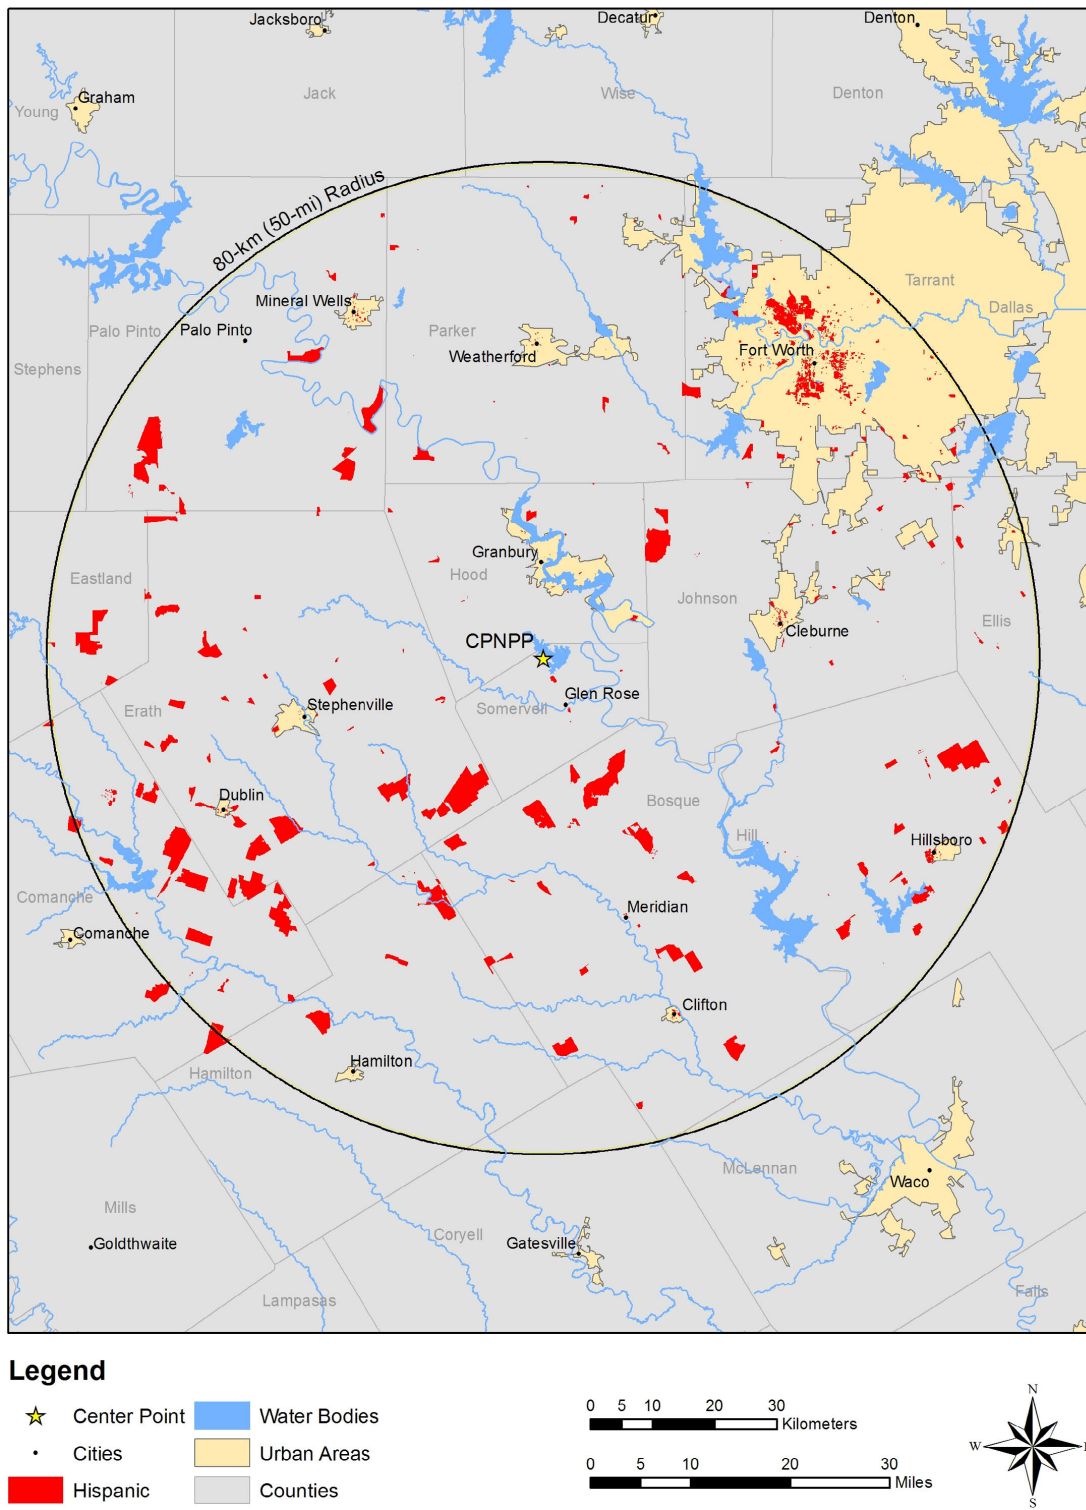 Jacksboro
Decatur
Denton
Graham
Young
Jack
Wise
Denton
80-km (50-mi) Radius
Mineral Wells
Palo Pinto
Palo Pinto
Parker
Tarrant
Dallas
Stephens
Weatherford
Fort Worth
Granbury
Hood
Eastland
Johnson
Cleburne
Ellis
CPNPP
Glen Rose
Somervell
Erath
Stephenville
Dublin
Bosque
Hill
Hillsboro
Comanche
Comanche
Meridian
Clifton
Hamilton
Hamilton
McLennan
Waco
Mills
Goldthwaite
Coryell
Gatesville
Lampasas
Falls
Legend
Center Point
Water Bodies
Cities
Urban Areas
Hispanic
Counties
0 5 10 20 30
Kilometers
0 5 10 20 30
Miles
N
W
E
S